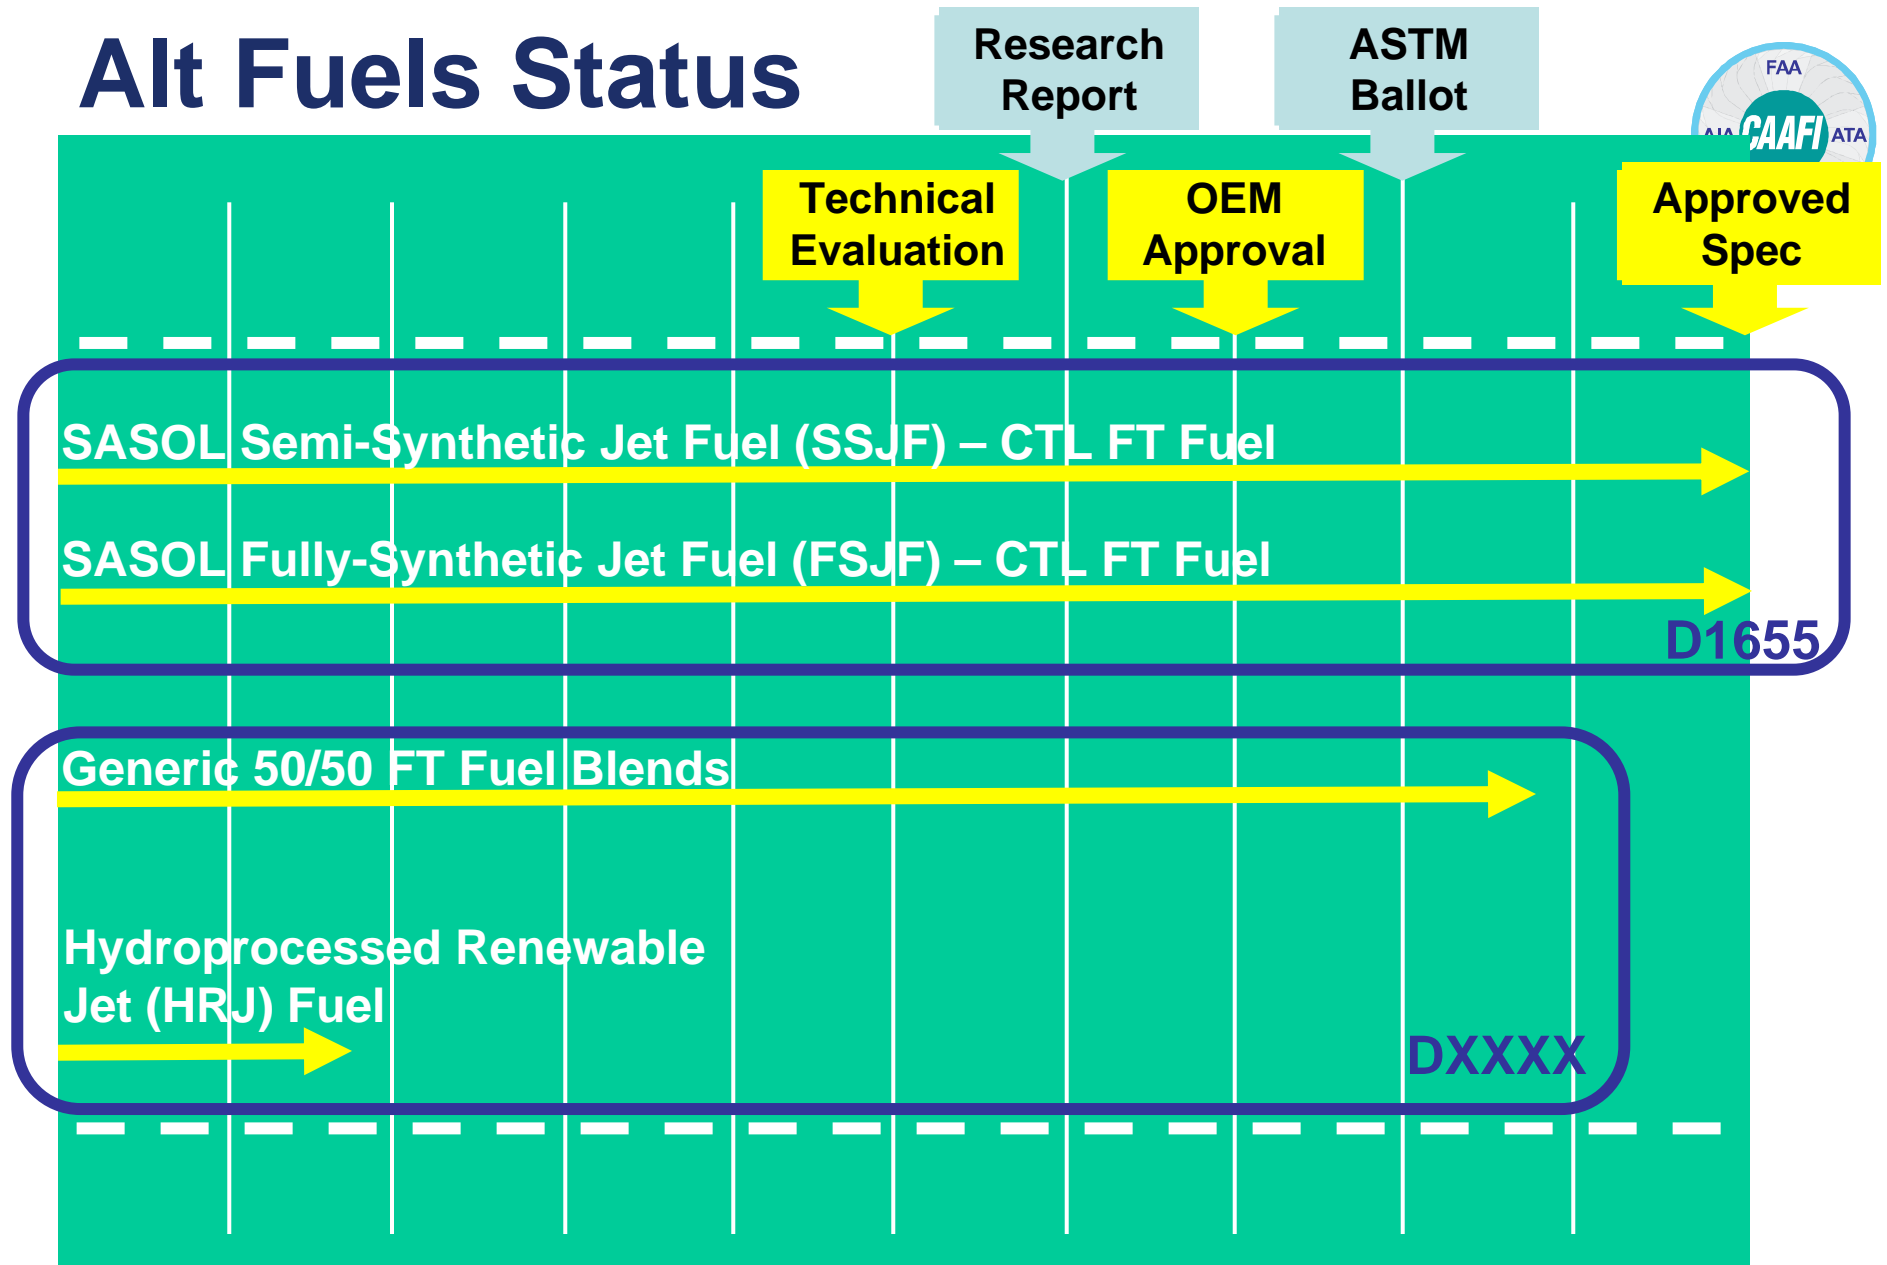 Alt Fuels Status
Research
Report
ASTM
Ballot
FAA
AIA CAAFI ATA
Technical
Evaluation
OEM
Approval
Approved
Spec
SASOL Semi-Synthetic Jet Fuel (SSJF) – CTL FT Fuel
SASOL Fully-Synthetic Jet Fuel (FSJF) – CTL FT Fuel
D1655
Generic 50/50 FT Fuel Blends
Hydroprocessed Renewable
Jet (HRJ) Fuel
DXXXX